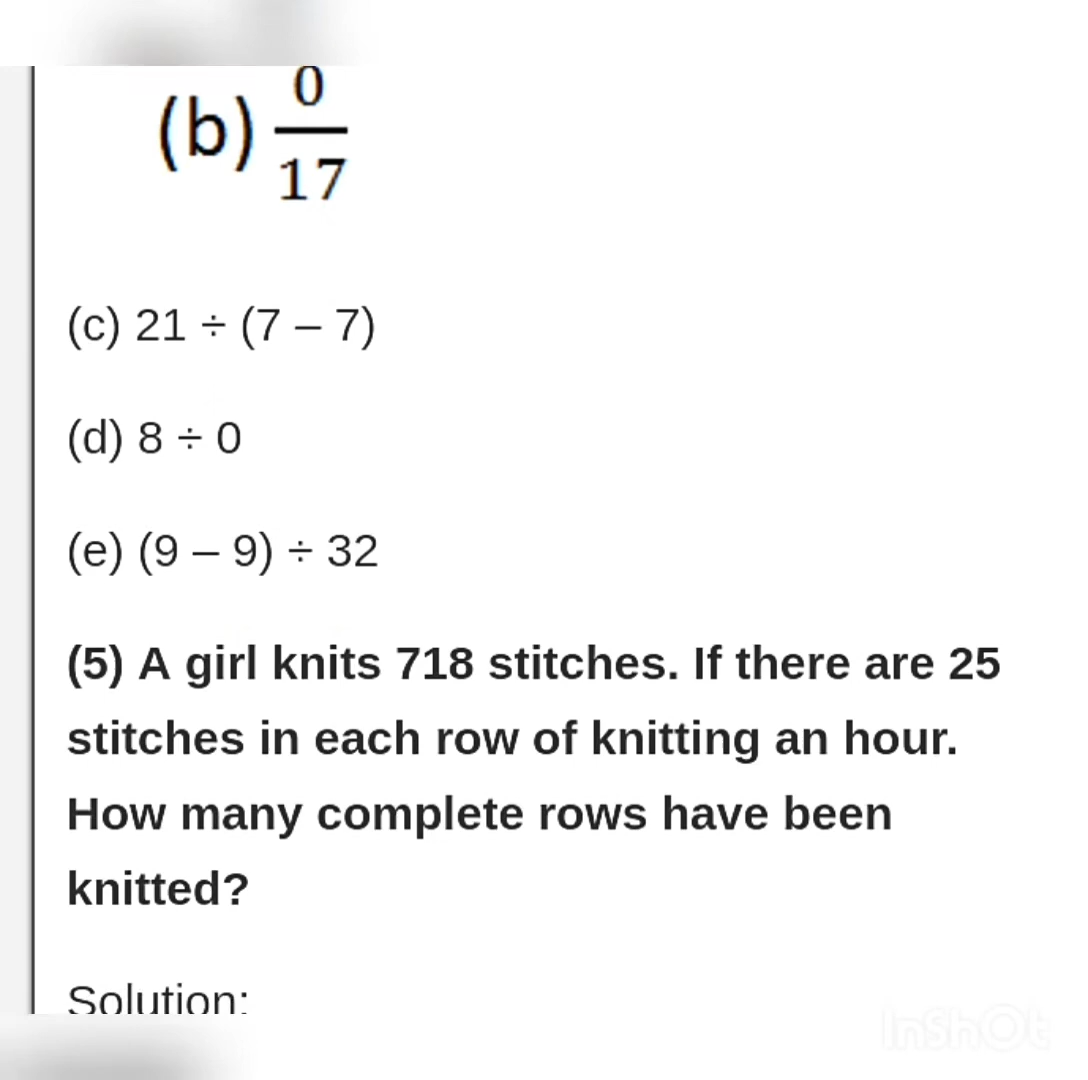 (b) 0/17
(c) 21 ÷ (7 – 7)
(d) 8 ÷ 0
(e) (9 – 9) ÷ 32
(5) A girl knits 718 stitches. If there are 25
stitches in each row of knitting an hour.
How many complete rows have been
knitted?
Solution:
InShOt